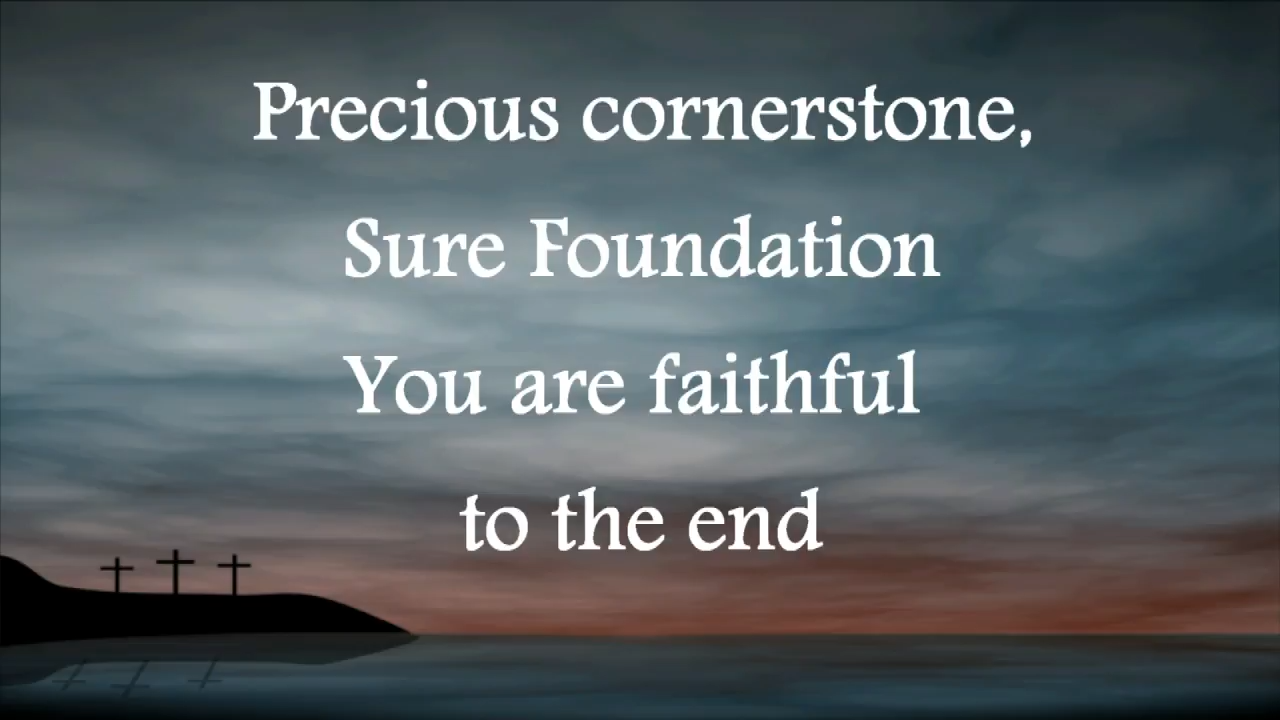 Precious cornerstone,
Sure Foundation
You are faithful
to the end